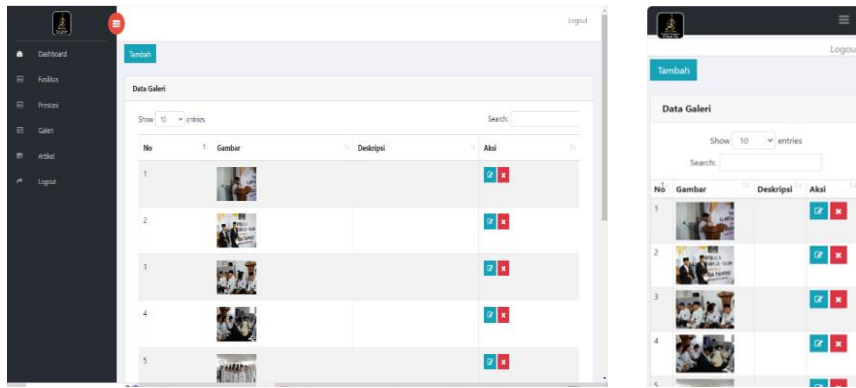 Logout
Dashboard
Fasilitas
Prestasi
Galeri
Artikel
Logout
Tambah
Data Galeri
Show 10 entries
Search:
No Gambar Deskripsi Aksi
1
2
3
4
5
Logou
Tambah
Data Galeri
Show 10 entries
Search:
No Gambar Deskripsi Aksi
1
2
3
4
5